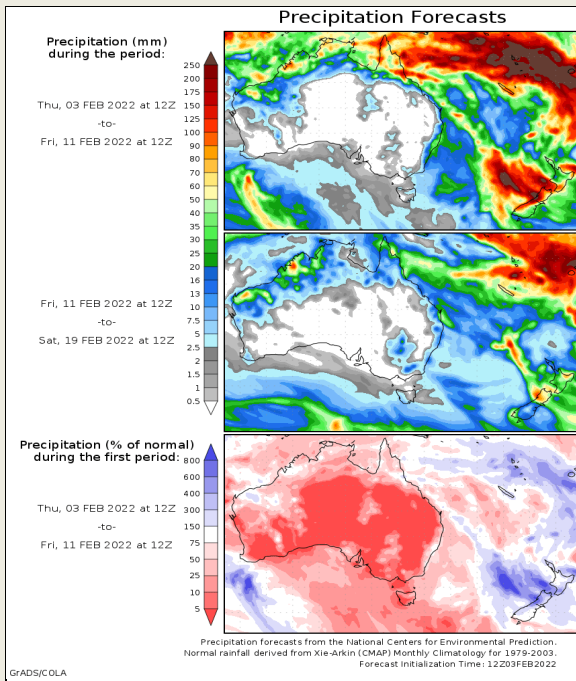 Precipitation Forecasts
Precipitation (mm)
during the period:
Thu, 03 FEB 2022 at 12Z
-to-
Fri, 11 FEB 2022 at 12Z
250
200
175
150
125
100
90
80
70
60
50
40
35
30
25
20
16
13
10
7.5
5
2.5
2
1.5
1
0.5
Fri, 11 FEB 2022 at 12Z
-to-
Sat, 19 FEB 2022 at 12Z
Precipitation (% of normal)
during the first period:
Thu, 03 FEB 2022 at 12Z
-to-
Fri, 11 FEB 2022 at 12Z
800
600
400
300
150
75
50
25
10
5
Precipitation forecasts from the National Centers for Environmental Prediction.
Normal rainfall derived from Xie-Arkin (CMAP) Monthly Climatology for 1979-2003.
Forecast Initialization Time: 12Z03FEB2022
GrADS/COLA